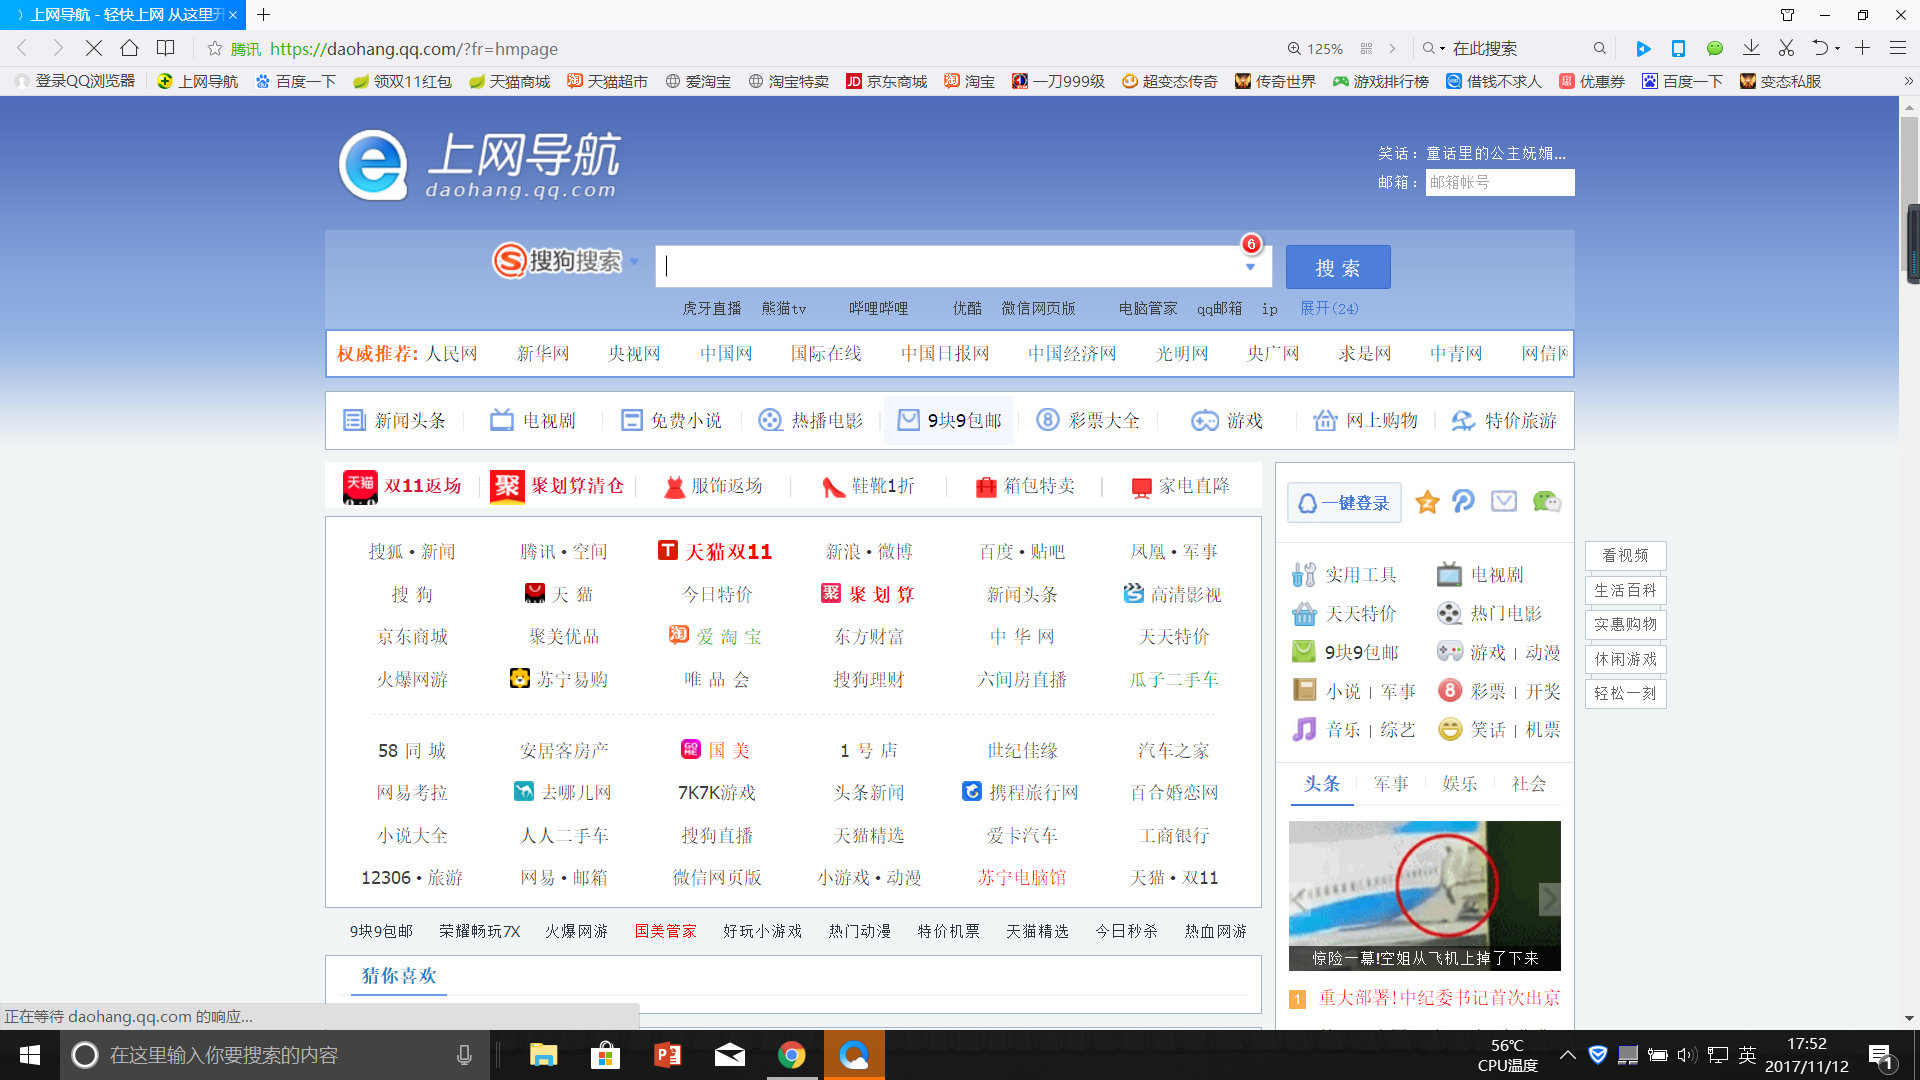 上网导航 - 轻快上网 从这里开
腾讯 https://daohang.qq.com/?fr=hmpage 125% 在此搜索
登录QQ浏览器 上网导航 百度一下 领双11红包 天猫商城 天猫超市 爱淘宝 淘宝特卖 京东商城 淘宝 一刀999级 超变态传奇 传奇世界 游戏排行榜 借钱不求人 优惠券 百度一下 变态私服
上网导航
daohang.qq.com
笑话：童话里的公主妩媚...
邮箱：邮箱帐号
搜狗搜索 6 搜 索
虎牙直播 熊猫tv 哔哩哔哩 优酷 微信网页版 电脑管家 qq邮箱 ip 展开(24)
权威推荐: 人民网 新华网 央视网 中国网 国际在线 中国日报网 中国经济网 光明网 央广网 求是网 中青网 网信网
新闻头条 电视剧 免费小说 热播电影 9块9包邮 彩票大全 游戏 网上购物 特价旅游
天猫 双11返场 聚 聚划算清仓 服饰返场 鞋靴1折 箱包特卖 家电直降
搜狐 • 新闻 腾讯 • 空间 天猫双11 新浪 • 微博 百度 • 贴吧 凤凰 • 军事
搜 狗 天 猫 今日特价 聚 划 算 新闻头条 高清影视
京东商城 聚美优品 爱 淘 宝 东方财富 中 华 网 天天特价
火爆网游 苏宁易购 唯 品 会 搜狗理财 六间房直播 瓜子二手车
58 同 城 安居客房产 国 美 1 号 店 世纪佳缘 汽车之家
网易考拉 去哪儿网 7K7K游戏 头条新闻 携程旅行网 百合婚恋网
小说大全 人人二手车 搜狗直播 天猫精选 爱卡汽车 工商银行
12306 • 旅游 网易 • 邮箱 微信网页版 小游戏 • 动漫 苏宁电脑馆 天猫 • 双11
9块9包邮 荣耀畅玩7X 火爆网游 国美管家 好玩小游戏 热门动漫 特价机票 天猫精选 今日秒杀 热血网游
猜你喜欢
一键登录
实用工具 电视剧
天天特价 热门电影
9块9包邮 游戏 | 动漫
小说 | 军事 彩票 | 开奖
音乐 | 综艺 笑话 | 机票
头条 军事 娱乐 社会
惊险一幕!空姐从飞机上掉了下来
1 重大部署!中纪委书记首次出京
看视频
生活百科
实惠购物
休闲游戏
轻松一刻
正在等待 daohang.qq.com 的响应...
在这里输入你要搜索的内容
56℃
CPU温度
英
17:52
2017/11/12
1